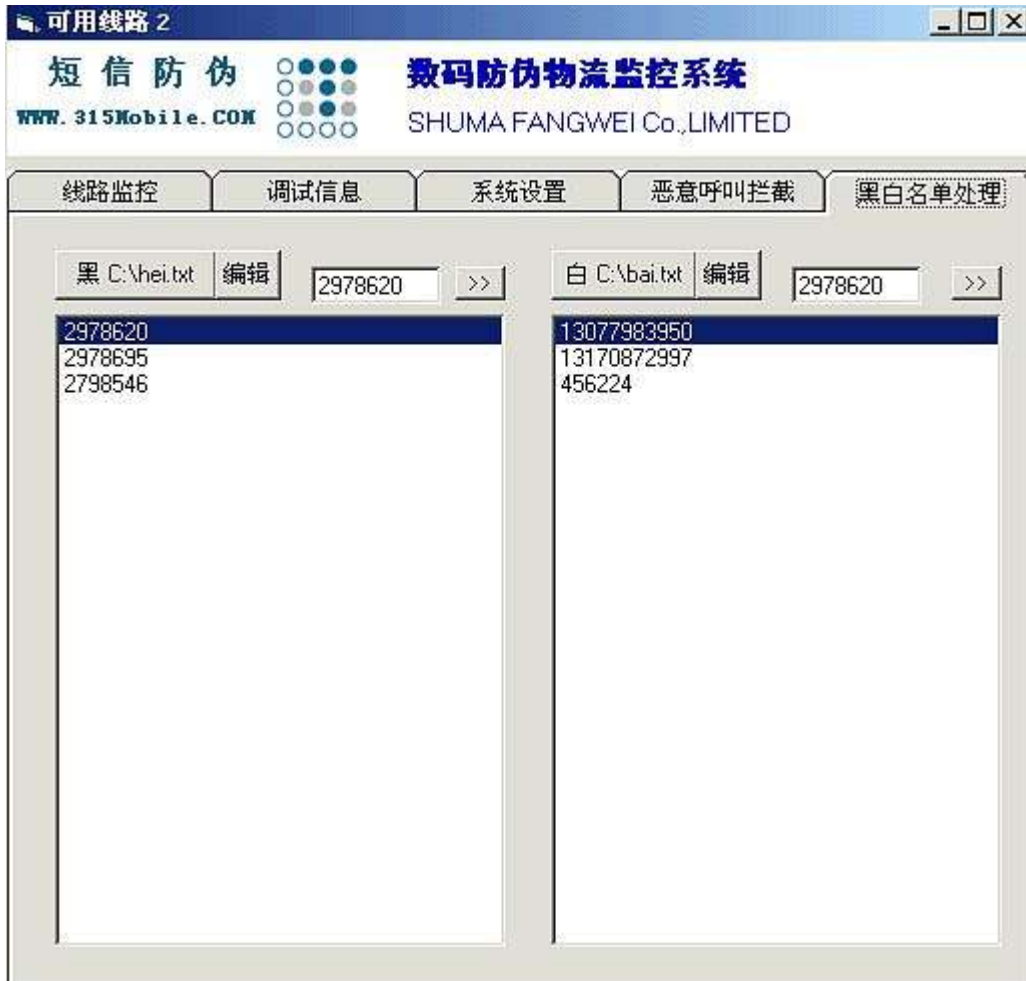 可用线路 2
短信防伪
WWW.315Mobile.COM
数码防伪物流监控系统
SHUMA FANGWEI Co.,LIMITED
线路监控 调试信息 系统设置 恶意呼叫拦截 黑白名单处理
黑 C:\hei.txt 编辑 2978620 >> 白 C:\bai.txt 编辑 2978620 >>
2978620
2978695
2798546
13077983950
13170872997
456224